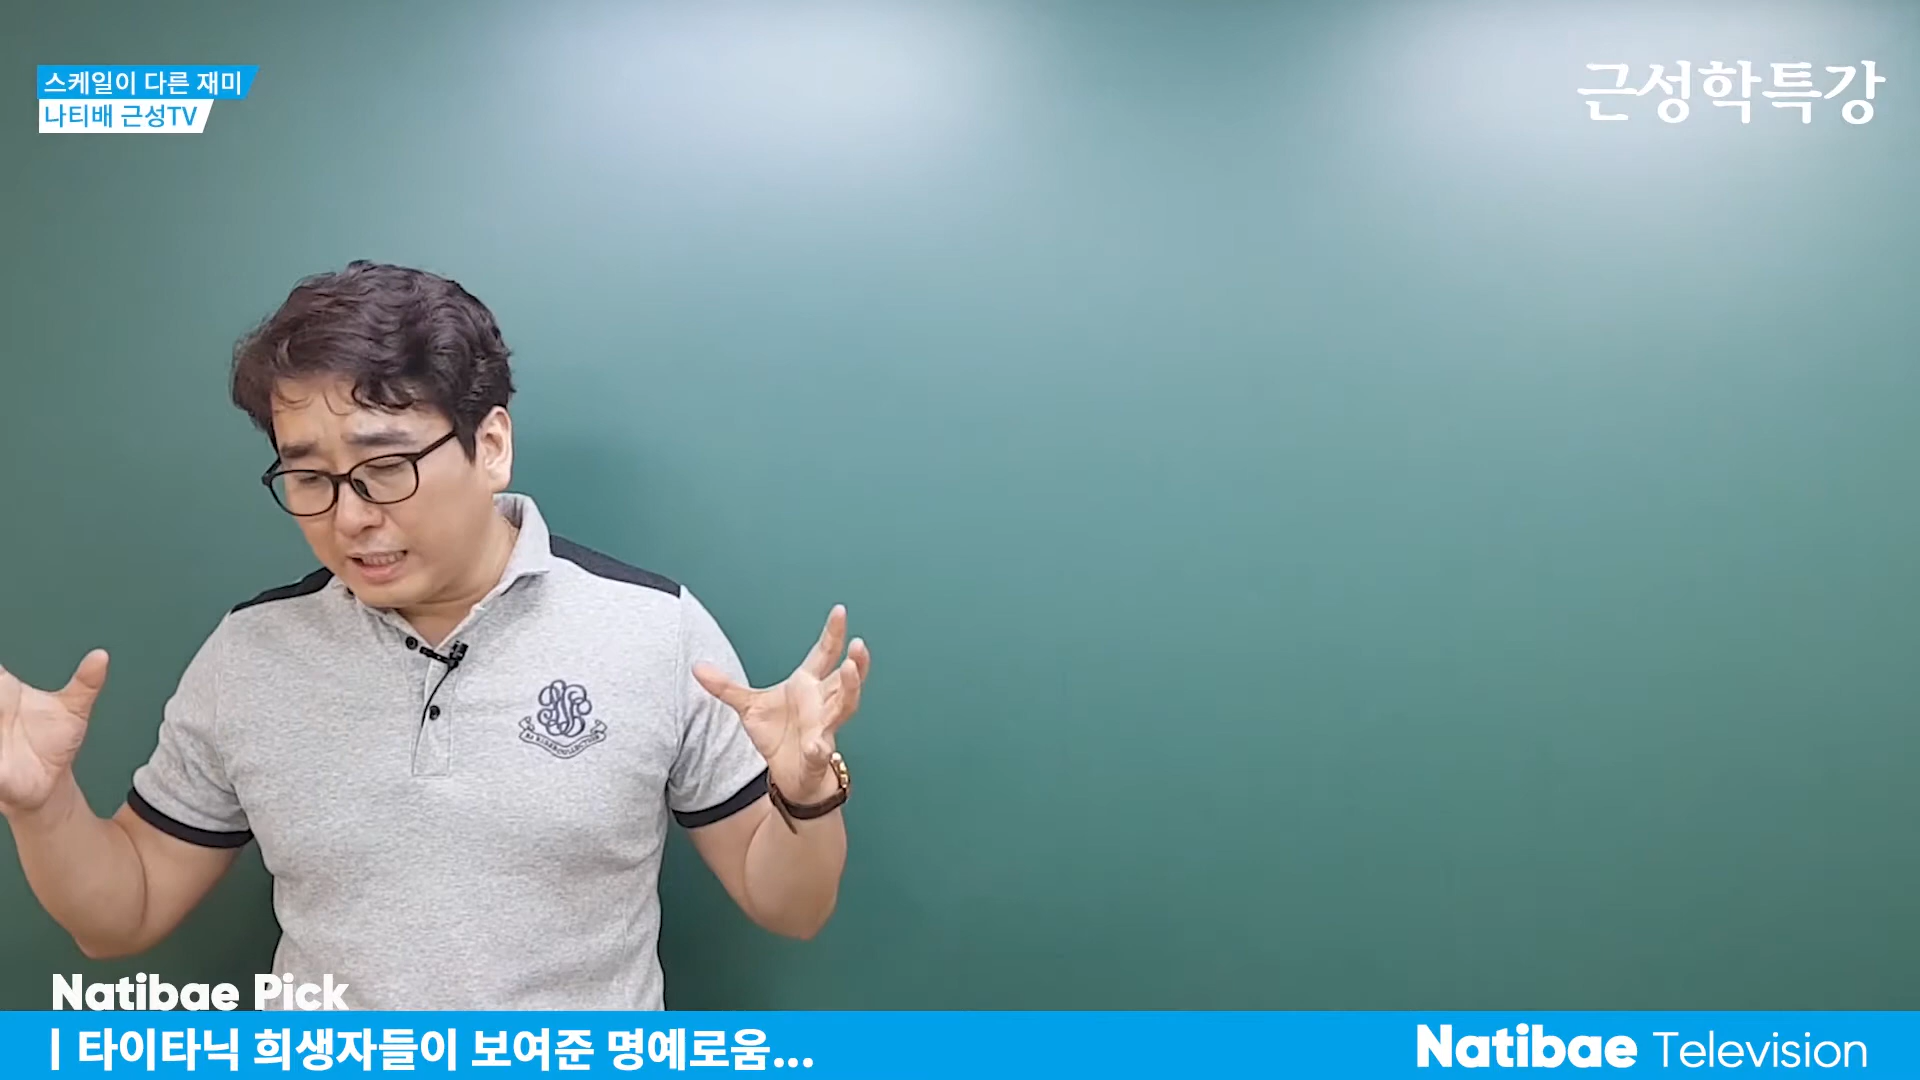 스케일이 다른 재미
나티배 근성TV
근성학특강
Natibae Pick
| 타이타닉 희생자들이 보여준 명예로움...
Natibae Television